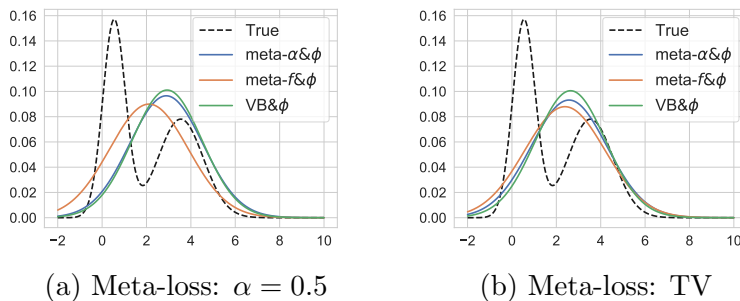 0.16
0.14
0.12
0.10
0.08
0.06
0.04
0.02
0.00
−2 0 2 4 6 8 10
True
meta-α&ϕ
meta-f&ϕ
VB&ϕ
(a) Meta-loss: α = 0.5
0.16
0.14
0.12
0.10
0.08
0.06
0.04
0.02
0.00
−2 0 2 4 6 8 10
True
meta-α&ϕ
meta-f&ϕ
VB&ϕ
(b) Meta-loss: TV